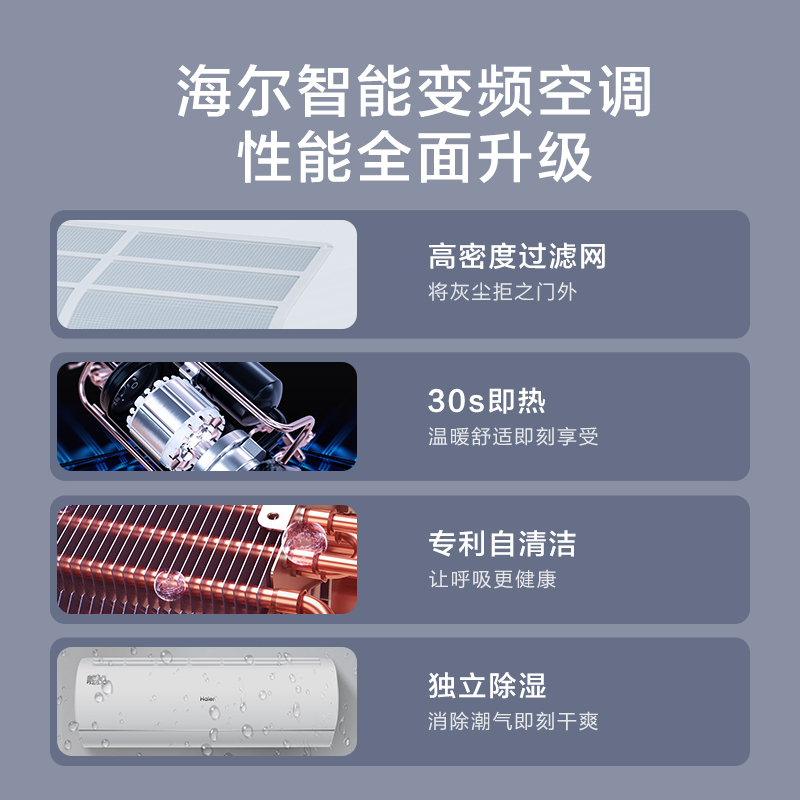 海尔智能变频空调
性能全面升级
高密度过滤网
将灰尘拒之门外
30s即热
温暖舒适即刻享受
专利自清洁
让呼吸更健康
Haier
独立除湿
消除潮气即刻干爽